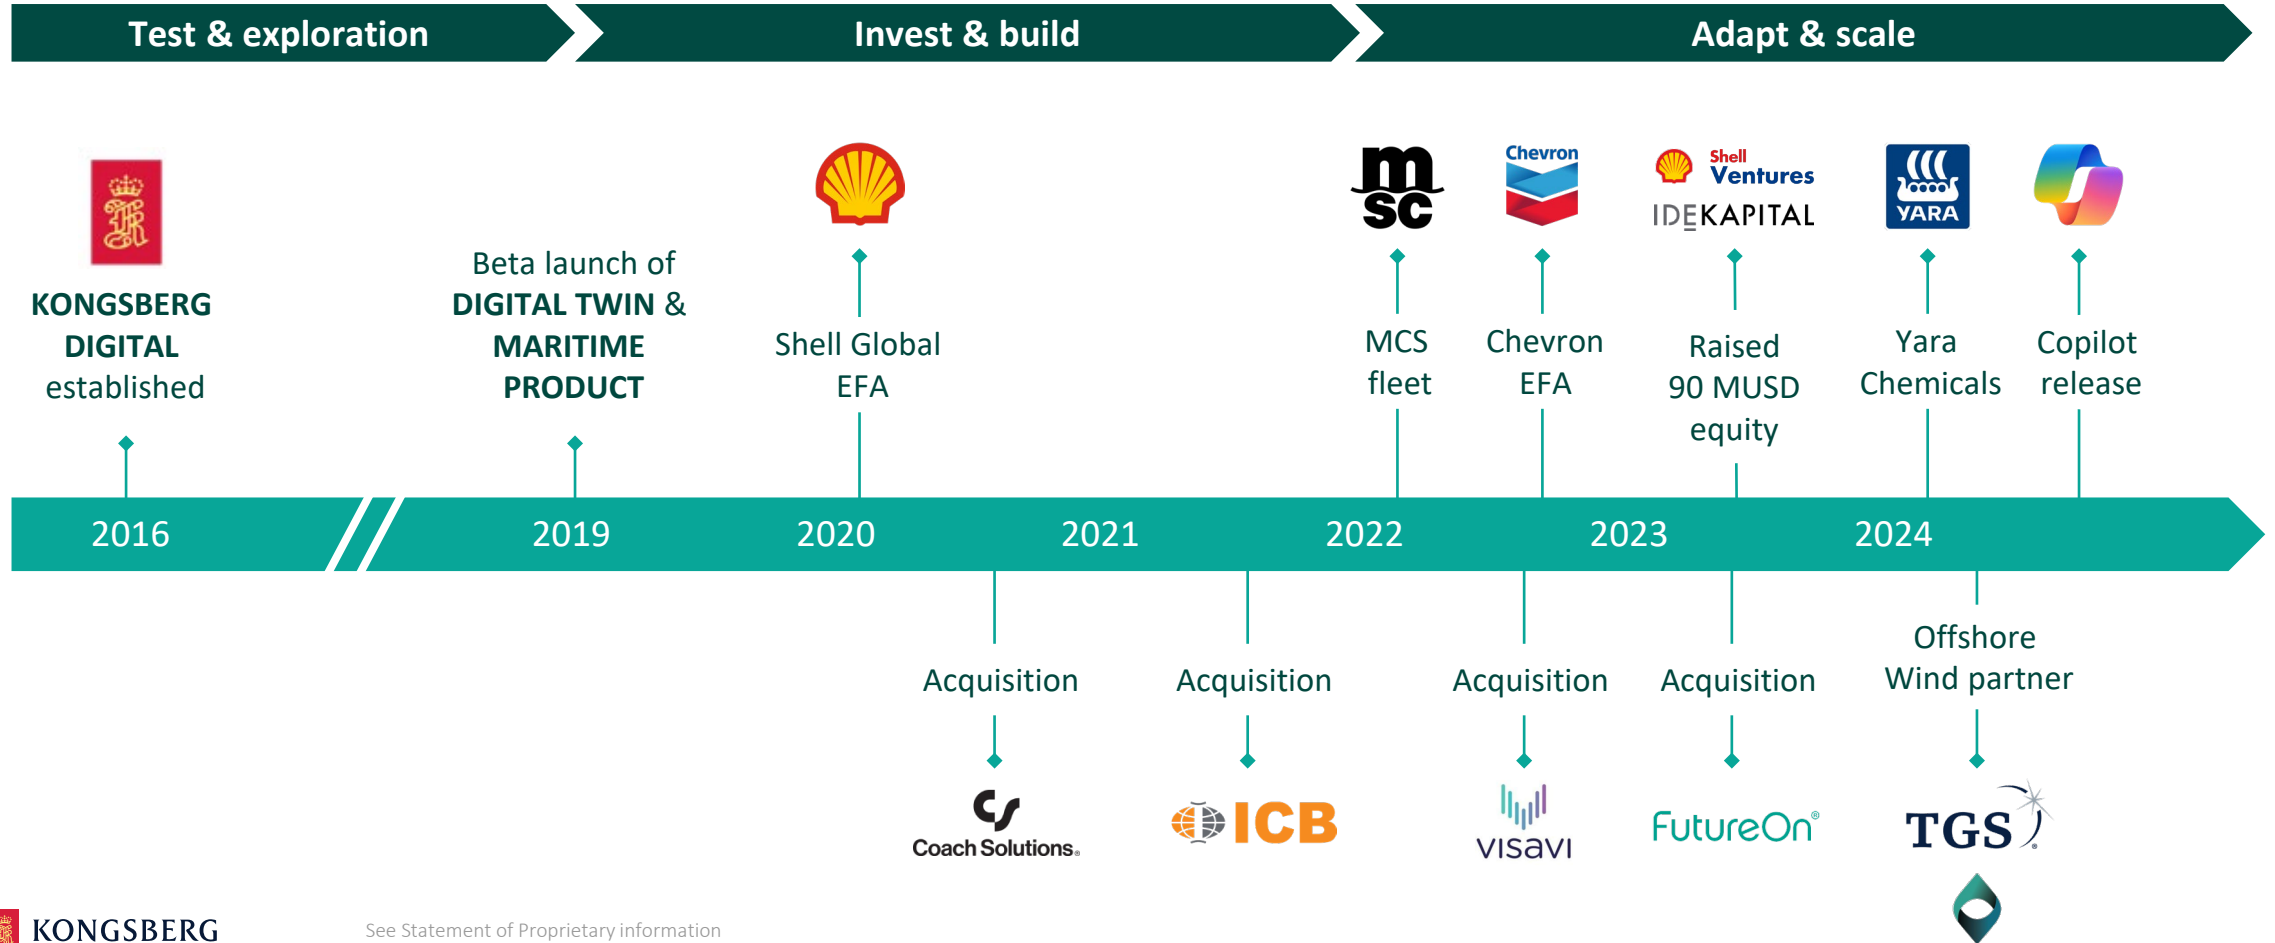 Test & exploration
Invest & build
Adapt & scale
KONGSBERG
DIGITAL
established
Beta launch of
DIGITAL TWIN &
MARITIME
PRODUCT
Shell Global
EFA
msc
MCS
fleet
Chevron
Chevron
EFA
Shell
Ventures
IDEKAPITAL
Raised
90 MUSD
equity
YARA
Yara
Chemicals
Copilot
release
2016
2019
2020
2021
2022
2023
2024
Acquisition
CS
Coach Solutions®
Acquisition
ICB
Acquisition
VISAVI
Acquisition
FutureOn®
Offshore
Wind partner
TGS®
KONGSBERG
See Statement of Proprietary information